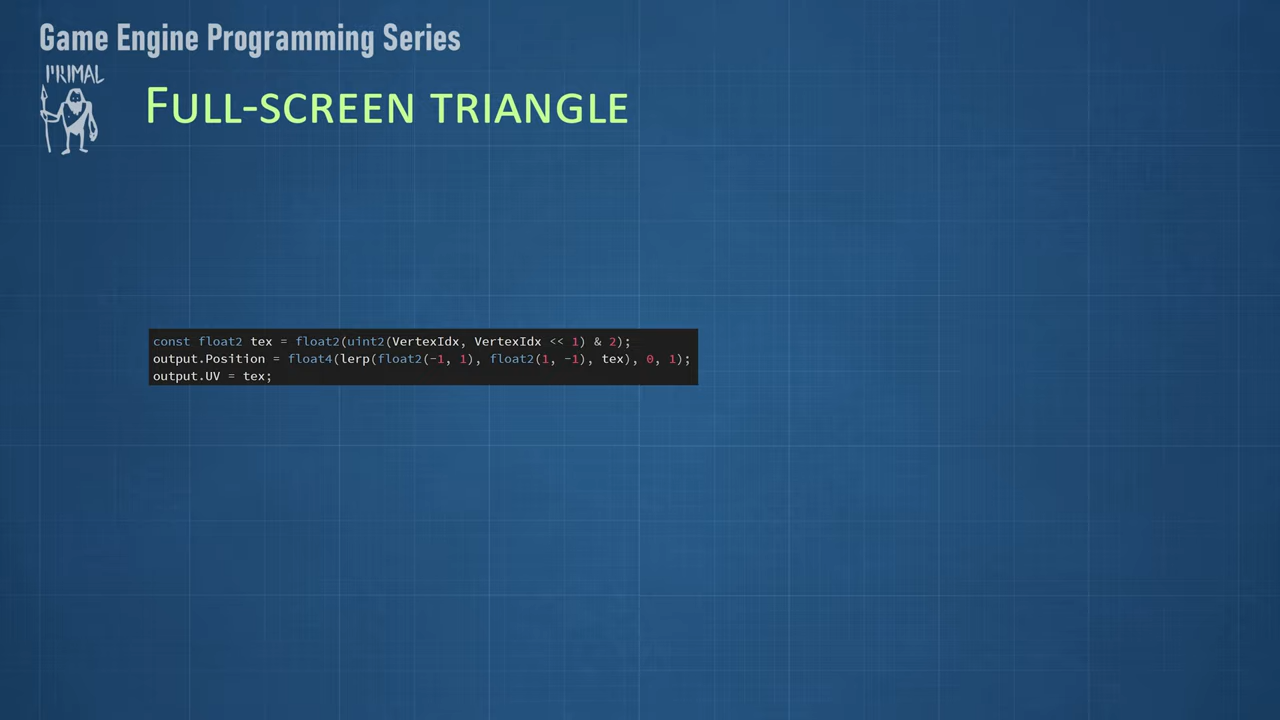 Game Engine Programming Series
PRIMAL
FULL-SCREEN TRIANGLE
const float2 tex = float2(uint2(VertexIdx, VertexIdx << 1) & 2);
output.Position = float4(lerp(float2(-1, 1), float2(1, -1), tex), 0, 1);
output.UV = tex;